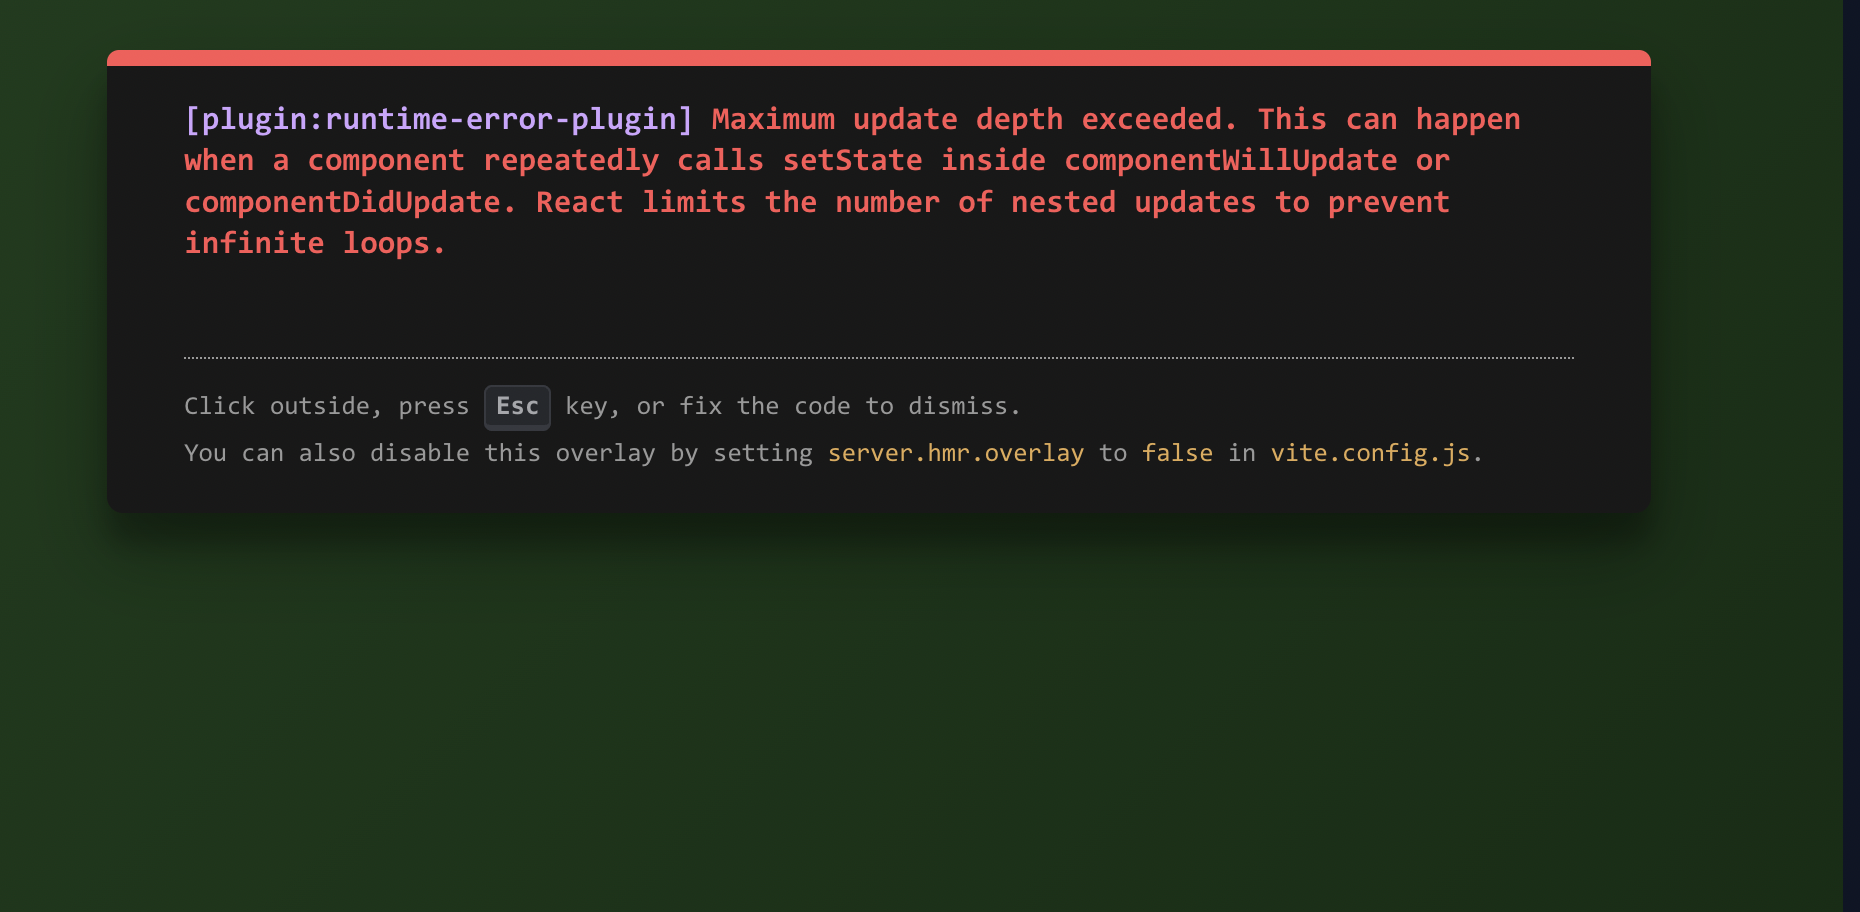 [plugin:runtime-error-plugin] Maximum update depth exceeded. This can happen
when a component repeatedly calls setState inside componentWillUpdate or
componentDidUpdate. React limits the number of nested updates to prevent
infinite loops.
Click outside, press Esc key, or fix the code to dismiss.
You can also disable this overlay by setting server.hmr.overlay to false in vite.config.js.